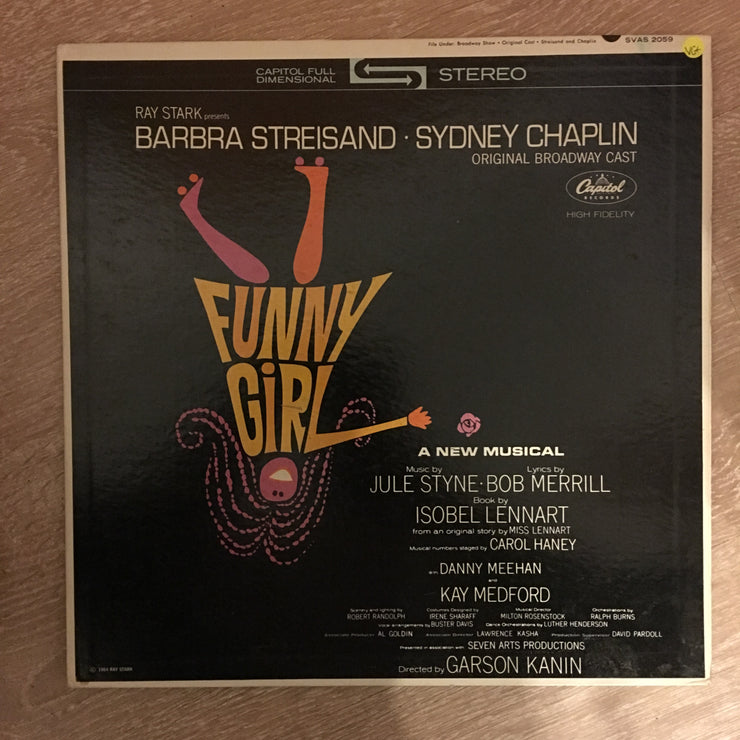 File Under: Broadway Show • Original Cast • Streisand and Chaplin
SVAS 2059
VG+
CAPITOL FULL
DIMENSIONAL
STEREO
RAY STARK presents
BARBRA STREISAND · SYDNEY CHAPLIN
ORIGINAL BROADWAY CAST
Capitol
RECORDS
HIGH FIDELITY
FUNNY
GiRL
A NEW MUSICAL
Music by Lyrics by
JULE STYNE · BOB MERRILL
Book by
ISOBEL LENNART
from an original story by MISS LENNART
Musical numbers staged by CAROL HANEY
with DANNY MEEHAN
and
KAY MEDFORD
Scenery and lighting by Costumes Designed by Musical Director Orchestrations by
ROBERT RANDOLPH IRENE SHARAFF MILTON ROSENSTOCK RALPH BURNS
Vocal arrangements by BUSTER DAVIS Dance Orchestrations by LUTHER HENDERSON
Associate Producer AL GOLDIN Associate Director LAWRENCE KASHA Production Supervisor DAVID PARDOLL
Presented in association with SEVEN ARTS PRODUCTIONS
Directed by GARSON KANIN
© 1964 RAY STARK